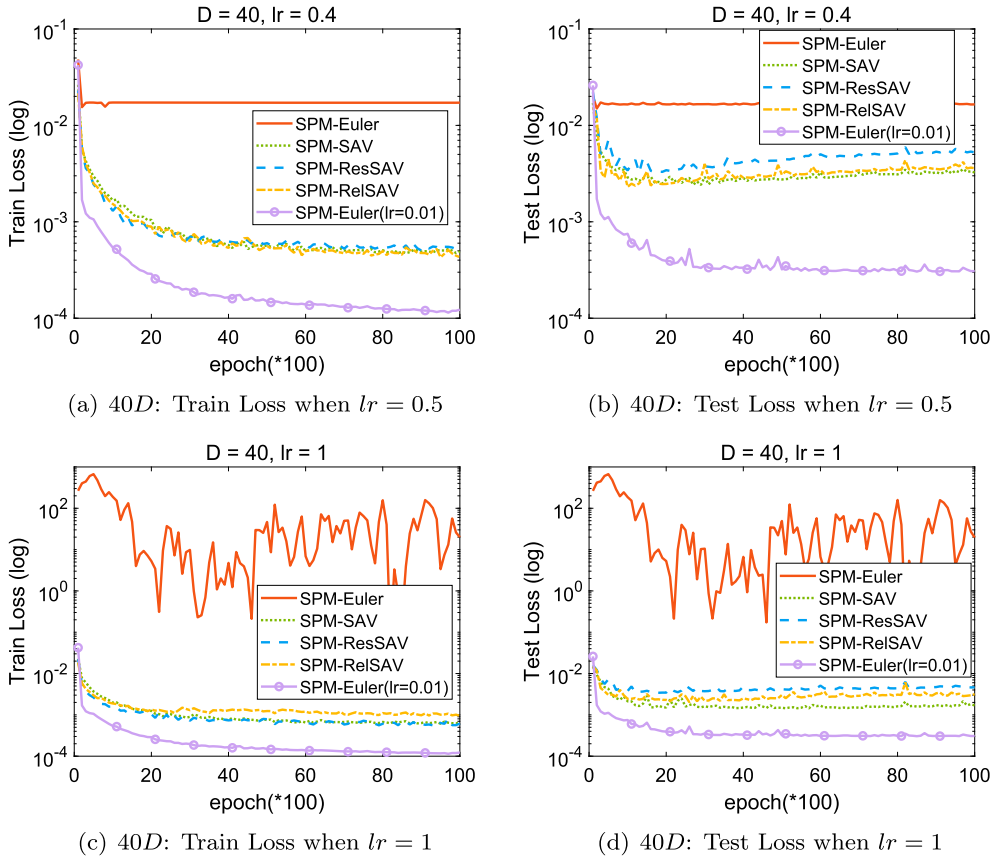 D = 40, lr = 0.4
10^-1
10^-2
10^-3
10^-4
Train Loss (log)
SPM-Euler
SPM-SAV
SPM-ResSAV
SPM-RelSAV
SPM-Euler(lr=0.01)
0 20 40 60 80 100
epoch(*100)
(a) 40D: Train Loss when lr = 0.5
D = 40, lr = 0.4
10^-1
10^-2
10^-3
10^-4
Test Loss (log)
SPM-Euler
SPM-SAV
SPM-ResSAV
SPM-RelSAV
SPM-Euler(lr=0.01)
0 20 40 60 80 100
epoch(*100)
(b) 40D: Test Loss when lr = 0.5
D = 40, lr = 1
10^2
10^0
10^-2
10^-4
Train Loss (log)
SPM-Euler
SPM-SAV
SPM-ResSAV
SPM-RelSAV
SPM-Euler(lr=0.01)
0 20 40 60 80 100
epoch(*100)
(c) 40D: Train Loss when lr = 1
D = 40, lr = 1
10^2
10^0
10^-2
10^-4
Test Loss (log)
SPM-Euler
SPM-SAV
SPM-ResSAV
SPM-RelSAV
SPM-Euler(lr=0.01)
0 20 40 60 80 100
epoch(*100)
(d) 40D: Test Loss when lr = 1